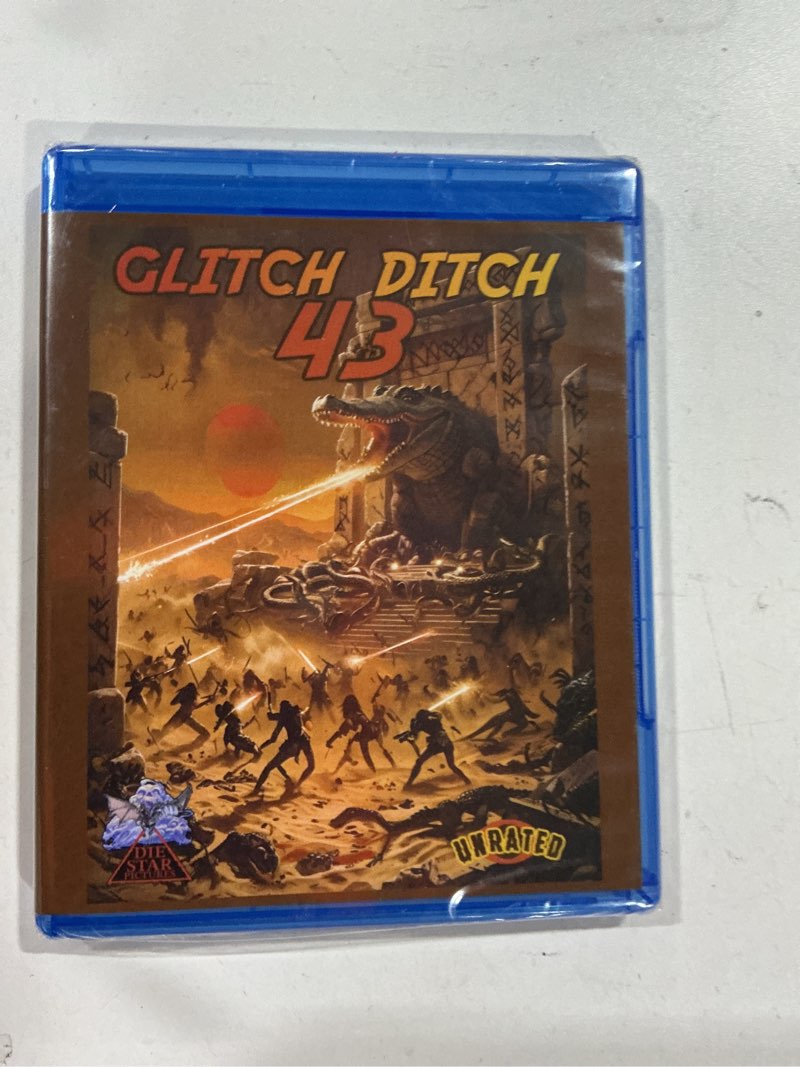 GLITCH DITCH
43
DIE
STAR
PICTURES
UNRATED